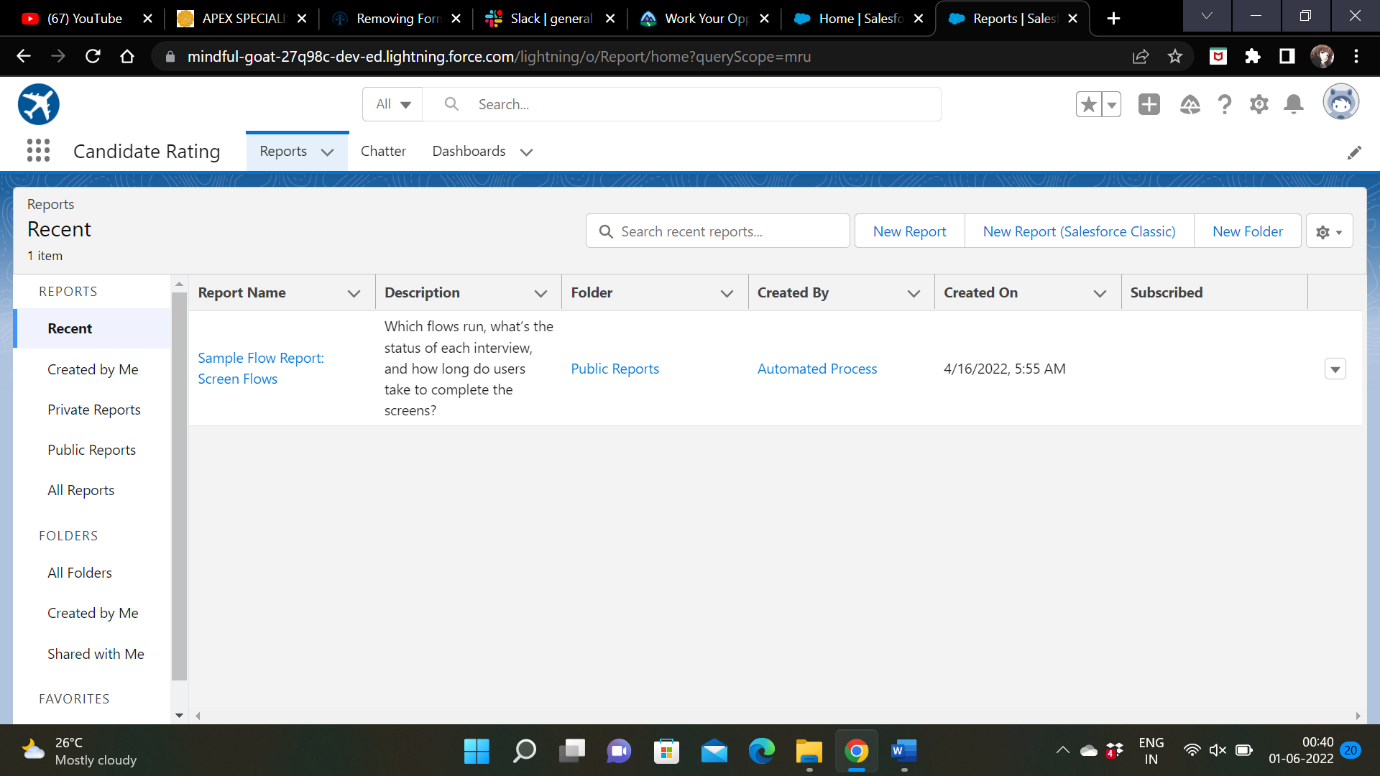 (67) YouTube
APEX SPECIALI
Removing Form
Slack | general
Work Your Opp
Home | Salesfo
Reports | Sales
mindful-goat-27q98c-dev-ed.lightning.force.com/lightning/o/Report/home?queryScope=mru
All
Search...
Candidate Rating
Reports
Chatter
Dashboards
Reports
Recent
1 item
Search recent reports...
New Report
New Report (Salesforce Classic)
New Folder
REPORTS
Recent
Created by Me
Private Reports
Public Reports
All Reports
FOLDERS
All Folders
Created by Me
Shared with Me
FAVORITES
Report Name
Description
Folder
Created By
Created On
Subscribed
Sample Flow Report:
Screen Flows
Which flows run, what's the
status of each interview,
and how long do users
take to complete the
screens?
Public Reports
Automated Process
4/16/2022, 5:55 AM
26°C
Mostly cloudy
W
4
ENG
IN
00:40
01-06-2022
20